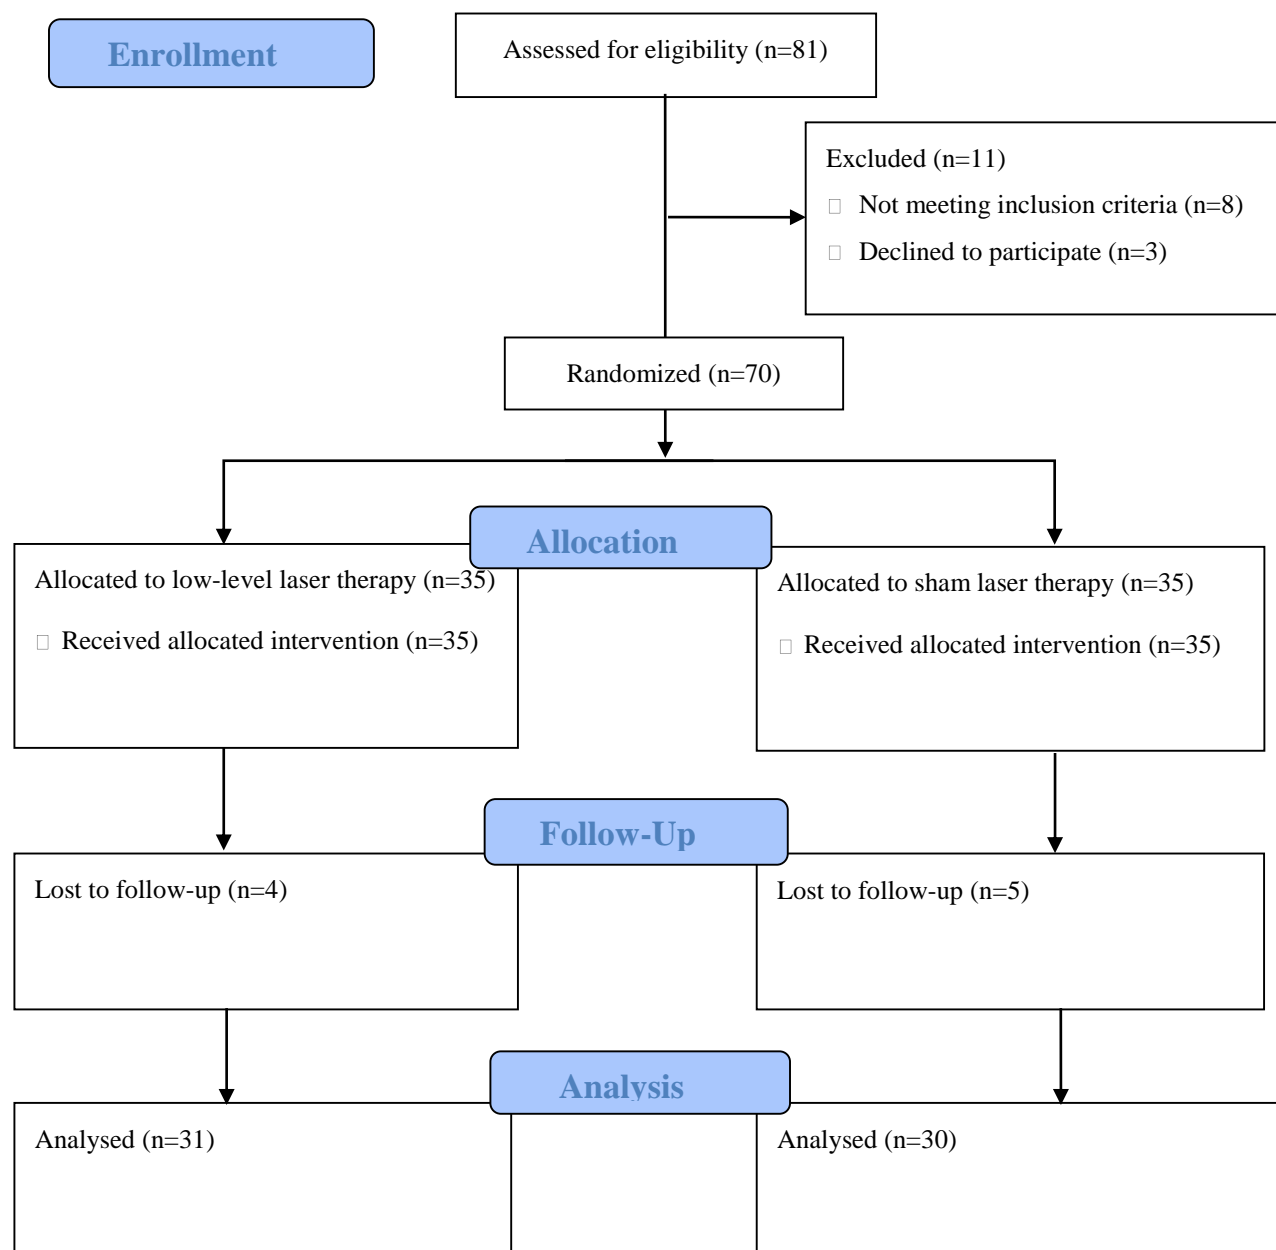 Enrollment
Assessed for eligibility (n=81)
Excluded (n=11)
Not meeting inclusion criteria (n=8)
Declined to participate (n=3)
Randomized (n=70)
Allocation
Allocated to low-level laser therapy (n=35)
Received allocated intervention (n=35)
Allocated to sham laser therapy (n=35)
Received allocated intervention (n=35)
Follow-Up
Lost to follow-up (n=4)
Lost to follow-up (n=5)
Analysis
Analysed (n=31)
Analysed (n=30)